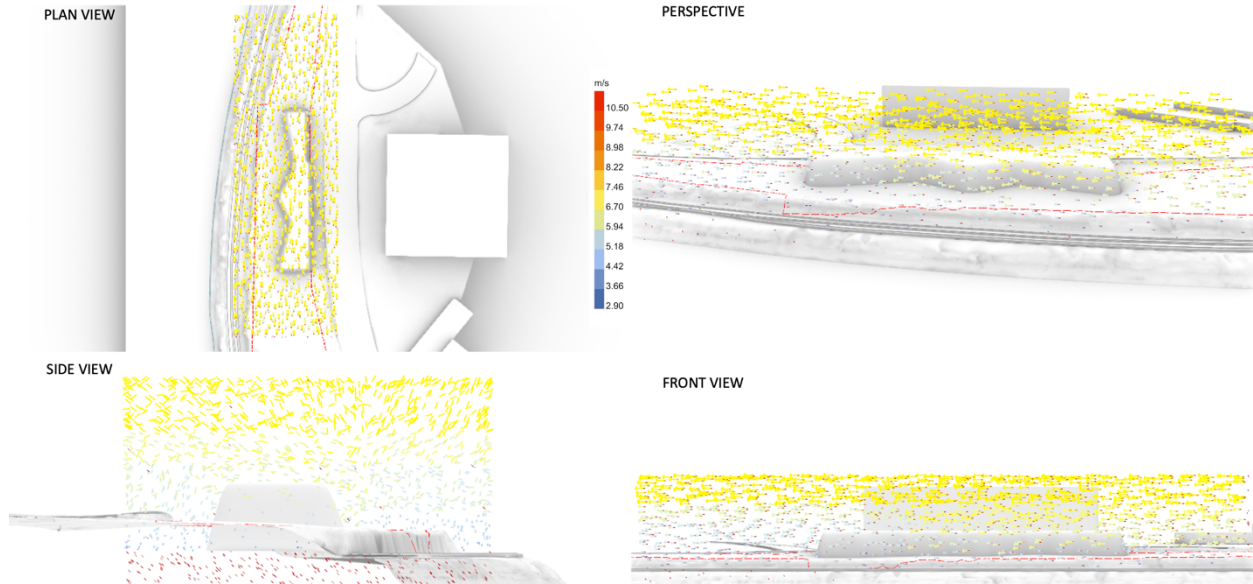 PLAN VIEW
PERSPECTIVE
m/s
10.50
9.74
8.98
8.22
7.46
6.70
5.94
5.18
4.42
3.66
2.90
SIDE VIEW
FRONT VIEW